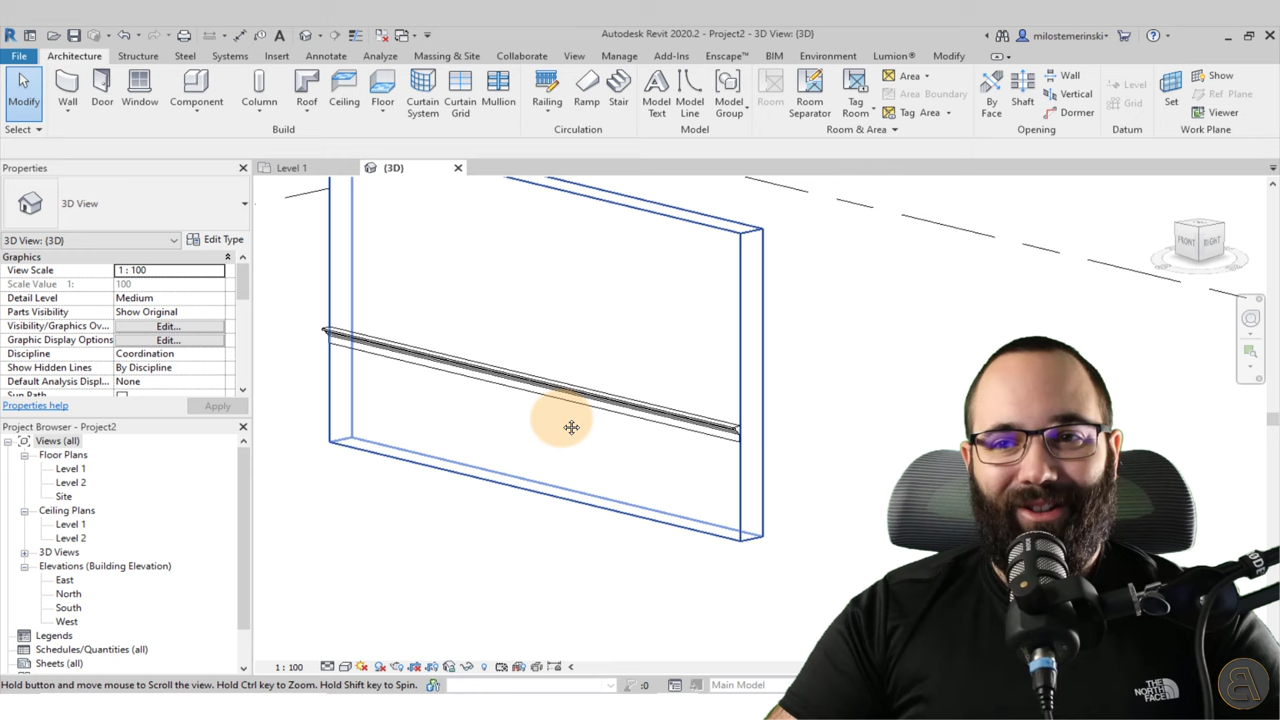 Autodesk Revit 2020.2 - Project2 - 3D View: {3D}
milostemerinski
File Architecture Structure Steel Systems Insert Annotate Analyze Massing & Site Collaborate View Manage Add-Ins Enscape™ BIM Environment Lumion® Modify
Modify Wall Door Window Component Column Roof Ceiling Floor Curtain System Curtain Grid Mullion Railing Ramp Stair Model Text Model Line Model Group Room Room Separator Tag Room Area Area Boundary Tag Area By Face Shaft Wall Vertical Dormer Level Grid Set Show Ref Plane Viewer
Select Build Circulation Model Room & Area Opening Datum Work Plane
Properties
Level 1
{3D}
3D View
3D View: {3D}
Edit Type
Graphics
View Scale 1 : 100
Scale Value 1: 100
Detail Level Medium
Parts Visibility Show Original
Visibility/Graphics Ov... Edit...
Graphic Display Options Edit...
Discipline Coordination
Show Hidden Lines By Discipline
Default Analysis Displ... None
Sun Path
Properties help
Apply
Project Browser - Project2
Views (all)
Floor Plans
Level 1
Level 2
Site
Ceiling Plans
Level 1
Level 2
3D Views
Elevations (Building Elevation)
East
North
South
West
Legends
Schedules/Quantities (all)
Sheets (all)
FRONT RIGHT
1 : 100
Hold button and move mouse to Scroll the view. Hold Ctrl key to Zoom. Hold Shift key to Spin.
:0
Main Model
THE
NORTH
FACE
RODE
B